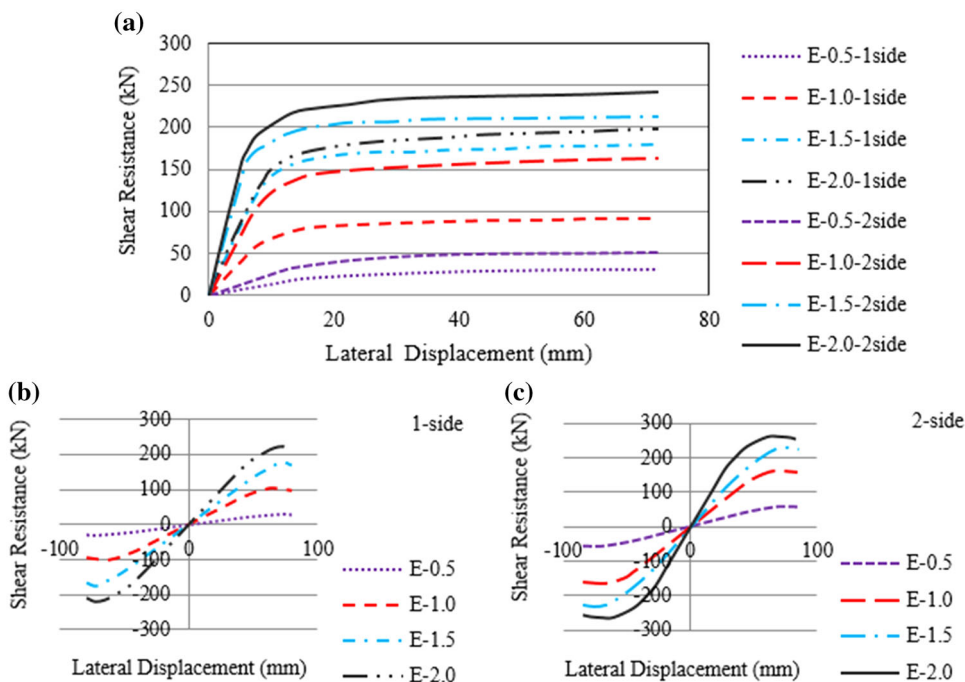 (a)
Shear Resistance (kN)
300
250
200
150
100
50
0
0 20 40 60 80
Lateral Displacement (mm)
E-0.5-1side
E-1.0-1side
E-1.5-1side
E-2.0-1side
E-0.5-2side
E-1.0-2side
E-1.5-2side
E-2.0-2side
(b)
1-side
Shear Resistance (kN)
300
200
100
0
-100
-200
-300
-100 0 100
Lateral Displacement (mm)
E-0.5
E-1.0
E-1.5
E-2.0
(c)
2-side
Shear Resistance (kN)
300
200
100
0
-100
-200
-300
-100 0 100
Lateral Displacement (mm)
E-0.5
E-1.0
E-1.5
E-2.0